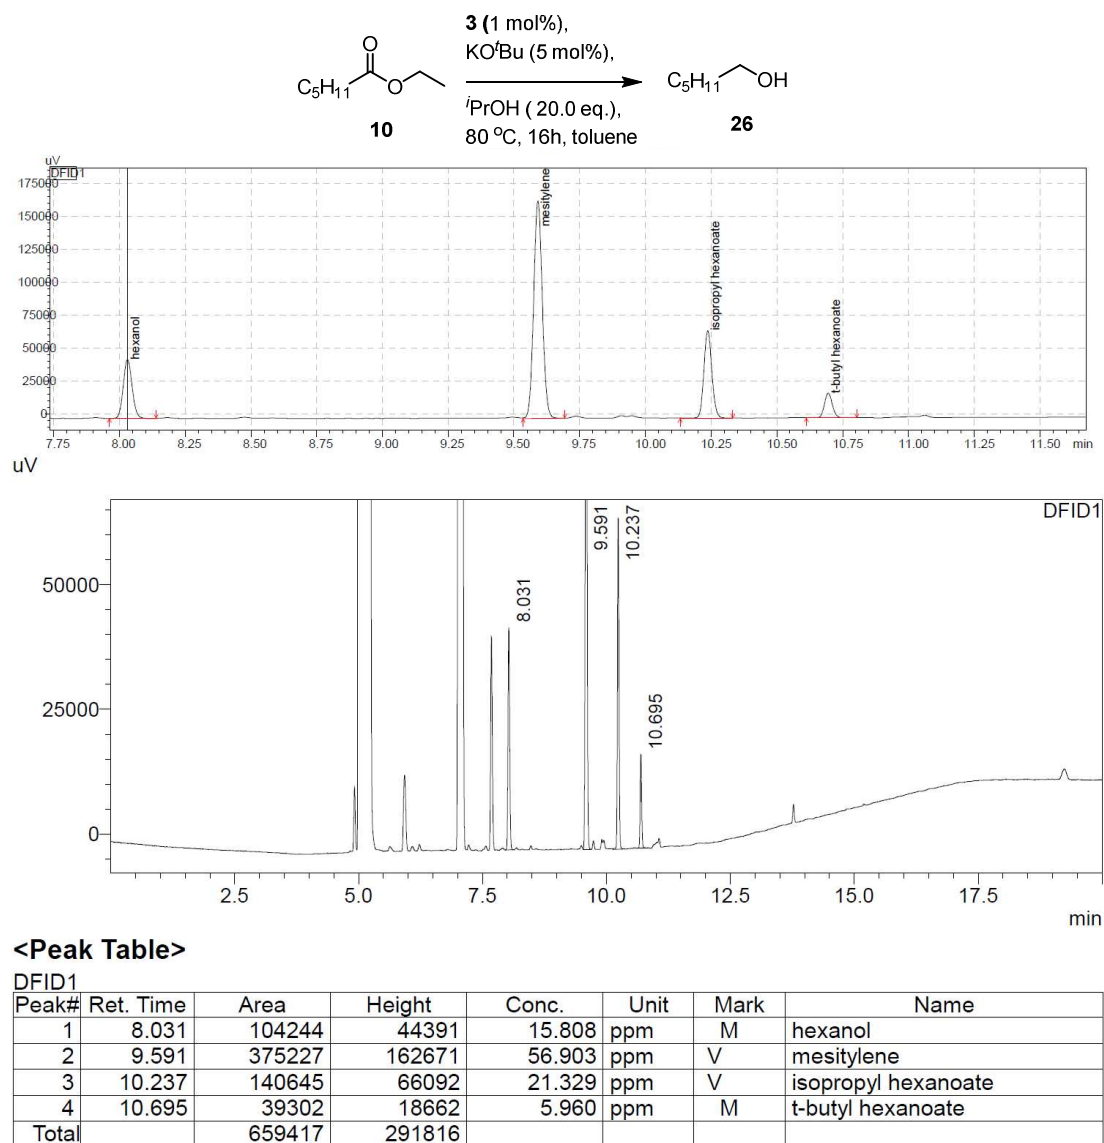 3 (1 mol%),
KOᵗBu (5 mol%),
O
C₅H₁₁ O
10
ⁱPrOH ( 20.0 eq.),
80 ᵒC, 16h, toluene
C₅H₁₁ OH
26
uV
DFID1
175000
150000
125000
100000
75000
50000
25000
0
hexanol
mesitylene
isopropyl hexanoate
t-butyl hexanoate
7.75 8.00 8.25 8.50 8.75 9.00 9.25 9.50 9.75 10.00 10.25 10.50 10.75 11.00 11.25 11.50 min
uV
DFID1
50000
25000
0
8.031
9.591
10.237
10.695
2.5 5.0 7.5 10.0 12.5 15.0 17.5
min
<Peak Table>
DFID1
Peak# Ret. Time Area Height Conc. Unit Mark Name
1 8.031 104244 44391 15.808 ppm M hexanol
2 9.591 375227 162671 56.903 ppm V mesitylene
3 10.237 140645 66092 21.329 ppm V isopropyl hexanoate
4 10.695 39302 18662 5.960 ppm M t-butyl hexanoate
Total 659417 291816